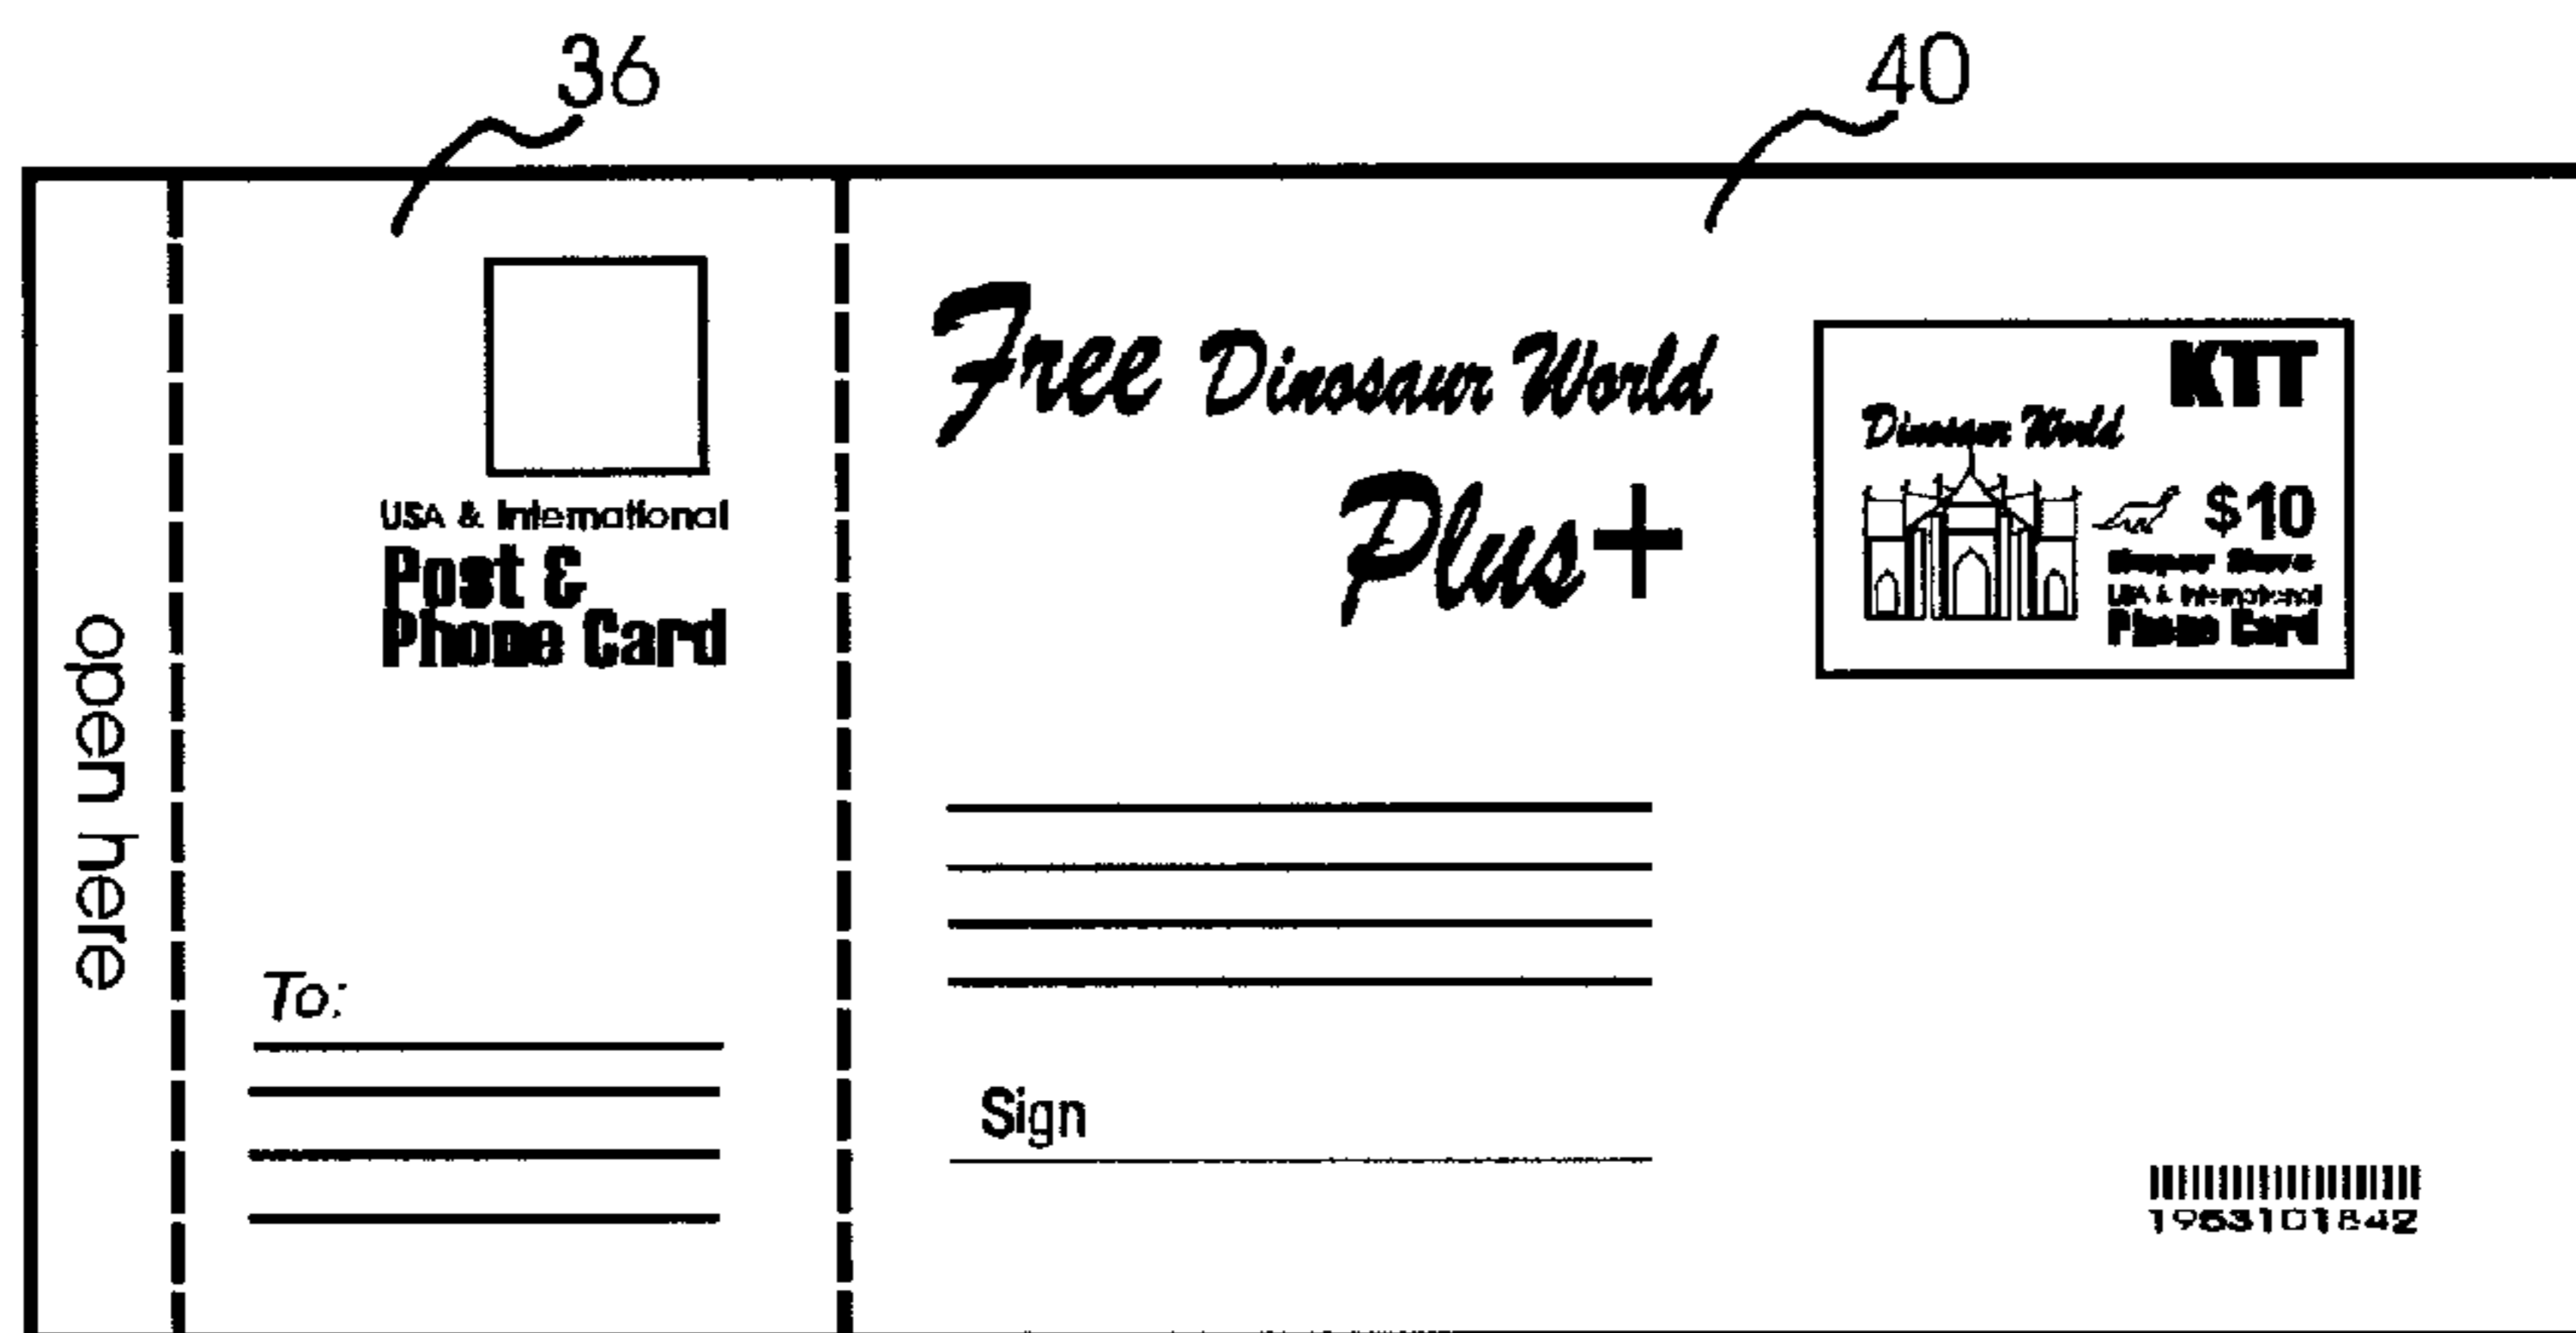 36
40
open here
USA & International
Post &
Phone Card
To:
Free Dinosaur World
Plus+
Sign
KTT
Dinosaur World
$10
USA & International
Phone Card